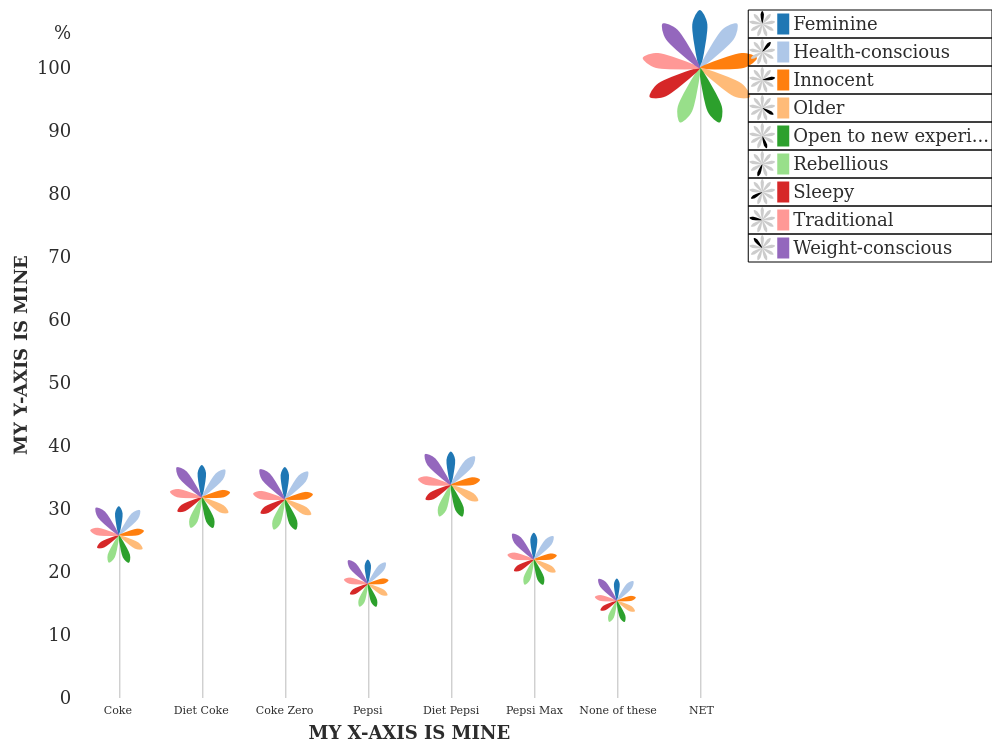 %
100
90
80
70
60
50
40
30
20
10
0
MY Y-AXIS IS MINE
Coke
Diet Coke
Coke Zero
Pepsi
Diet Pepsi
Pepsi Max
None of these
NET
MY X-AXIS IS MINE
Feminine
Health-conscious
Innocent
Older
Open to new experi...
Rebellious
Sleepy
Traditional
Weight-conscious